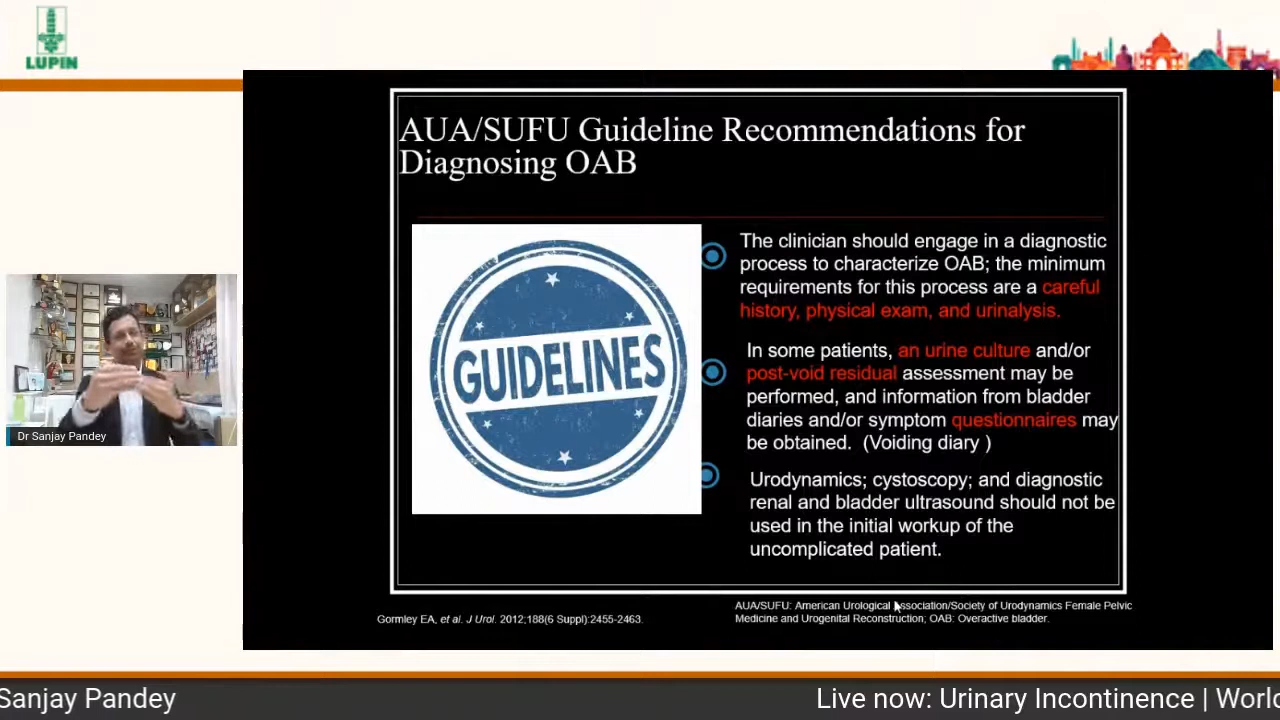 LUPIN
AUA/SUFU Guideline Recommendations for
Diagnosing OAB
GUIDELINES
The clinician should engage in a diagnostic
process to characterize OAB; the minimum
requirements for this process are a careful
history, physical exam, and urinalysis.
In some patients, an urine culture and/or
post-void residual assessment may be
performed, and information from bladder
diaries and/or symptom questionnaires may
be obtained. (Voiding diary )
Urodynamics; cystoscopy; and diagnostic
renal and bladder ultrasound should not be
used in the initial workup of the
uncomplicated patient.
Dr Sanjay Pandey
Gormley EA, et al. J Urol. 2012;188(6 Suppl):2455-2463.
AUA/SUFU: American Urological Association/Society of Urodynamics Female Pelvic
Medicine and Urogenital Reconstruction; OAB: Overactive bladder.
Sanjay Pandey
Live now: Urinary Incontinence | World